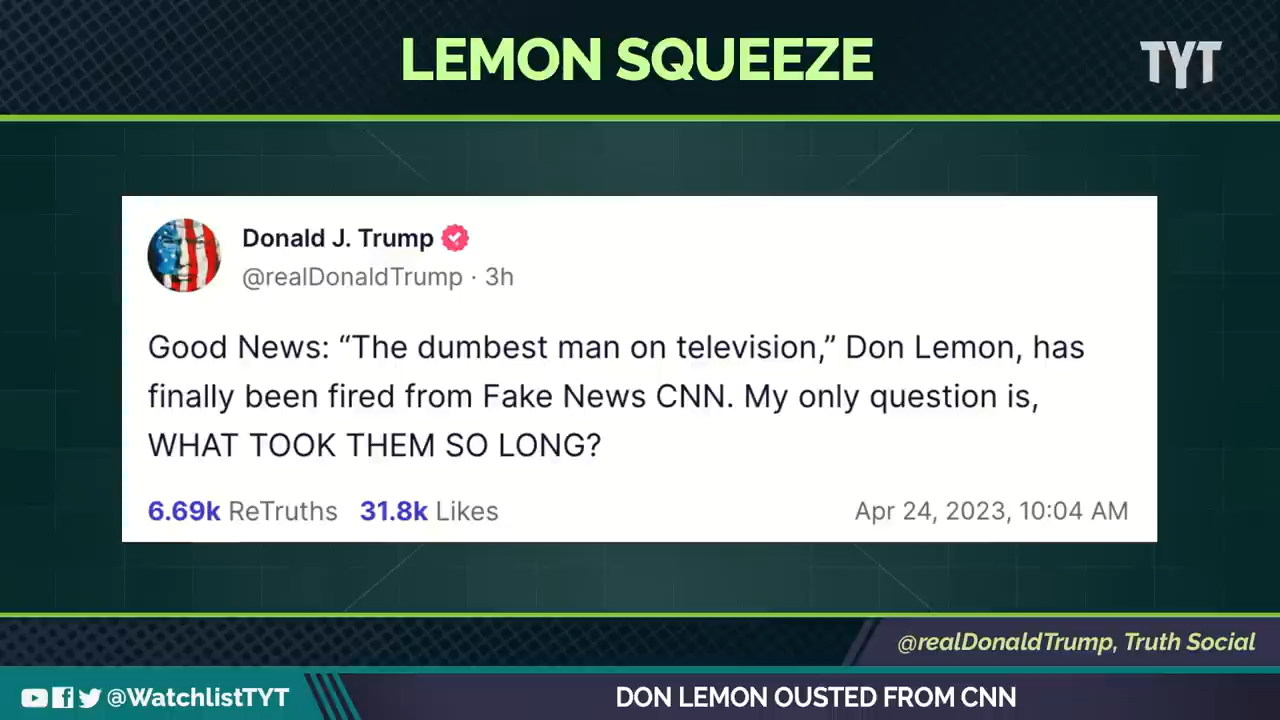 LEMON SQUEEZE
TYT
Donald J. Trump
@realDonaldTrump · 3h
Good News: “The dumbest man on television,” Don Lemon, has
finally been fired from Fake News CNN. My only question is,
WHAT TOOK THEM SO LONG?
6.69k ReTruths 31.8k Likes Apr 24, 2023, 10:04 AM
@realDonaldTrump, Truth Social
@WatchlistTYT DON LEMON OUSTED FROM CNN